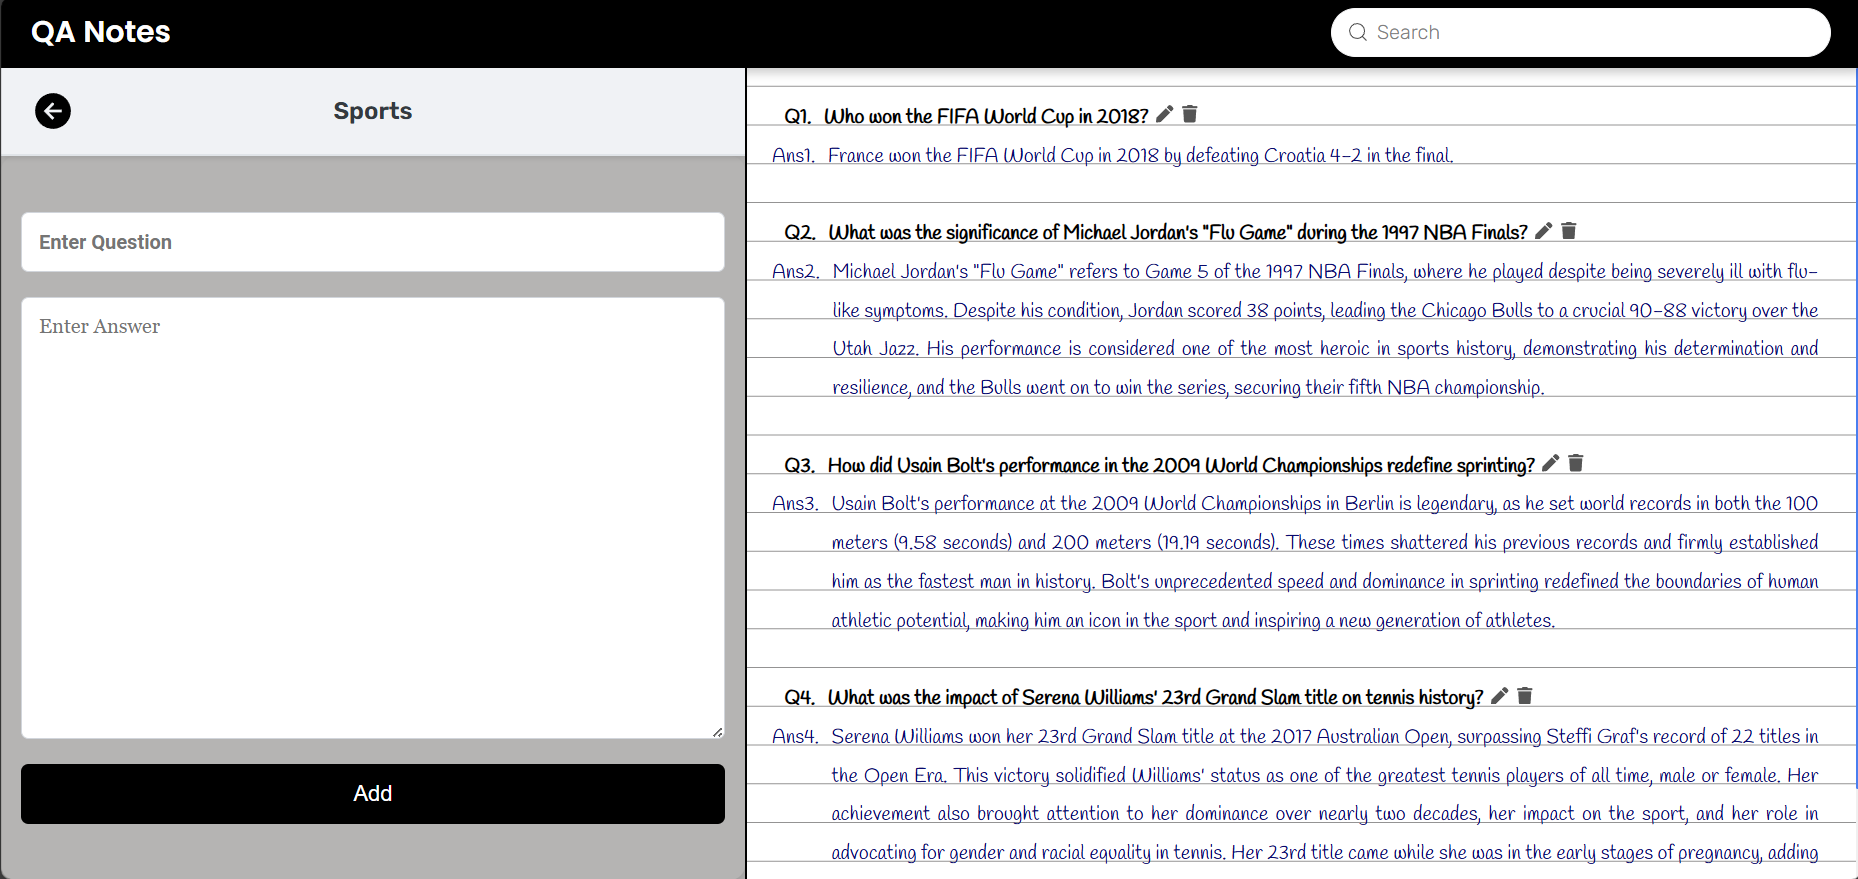 QA Notes
Search
Sports
Enter Question
Enter Answer
Add
Q1. Who won the FIFA World Cup in 2018?
Ans1. France won the FIFA World Cup in 2018 by defeating Croatia 4-2 in the final.
Q2. What was the significance of Michael Jordan's "Flu Game" during the 1997 NBA Finals?
Ans2. Michael Jordan's "Flu Game" refers to Game 5 of the 1997 NBA Finals, where he played despite being severely ill with flu-
like symptoms. Despite his condition, Jordan scored 38 points, leading the Chicago Bulls to a crucial 90-88 victory over the
Utah Jazz. His performance is considered one of the most heroic in sports history, demonstrating his determination and
resilience, and the Bulls went on to win the series, securing their fifth NBA championship.
Q3. How did Usain Bolt's performance in the 2009 World Championships redefine sprinting?
Ans3. Usain Bolt's performance at the 2009 World Championships in Berlin is legendary, as he set world records in both the 100
meters (9.58 seconds) and 200 meters (19.19 seconds). These times shattered his previous records and firmly established
him as the fastest man in history. Bolt's unprecedented speed and dominance in sprinting redefined the boundaries of human
athletic potential, making him an icon in the sport and inspiring a new generation of athletes.
Q4. What was the impact of Serena Williams' 23rd Grand Slam title on tennis history?
Ans4. Serena Williams won her 23rd Grand Slam title at the 2017 Australian Open, surpassing Steffi Graf's record of 22 titles in
the Open Era. This victory solidified Williams' status as one of the greatest tennis players of all time, male or female. Her
achievement also brought attention to her dominance over nearly two decades, her impact on the sport, and her role in
advocating for gender and racial equality in tennis. Her 23rd title came while she was in the early stages of pregnancy, adding